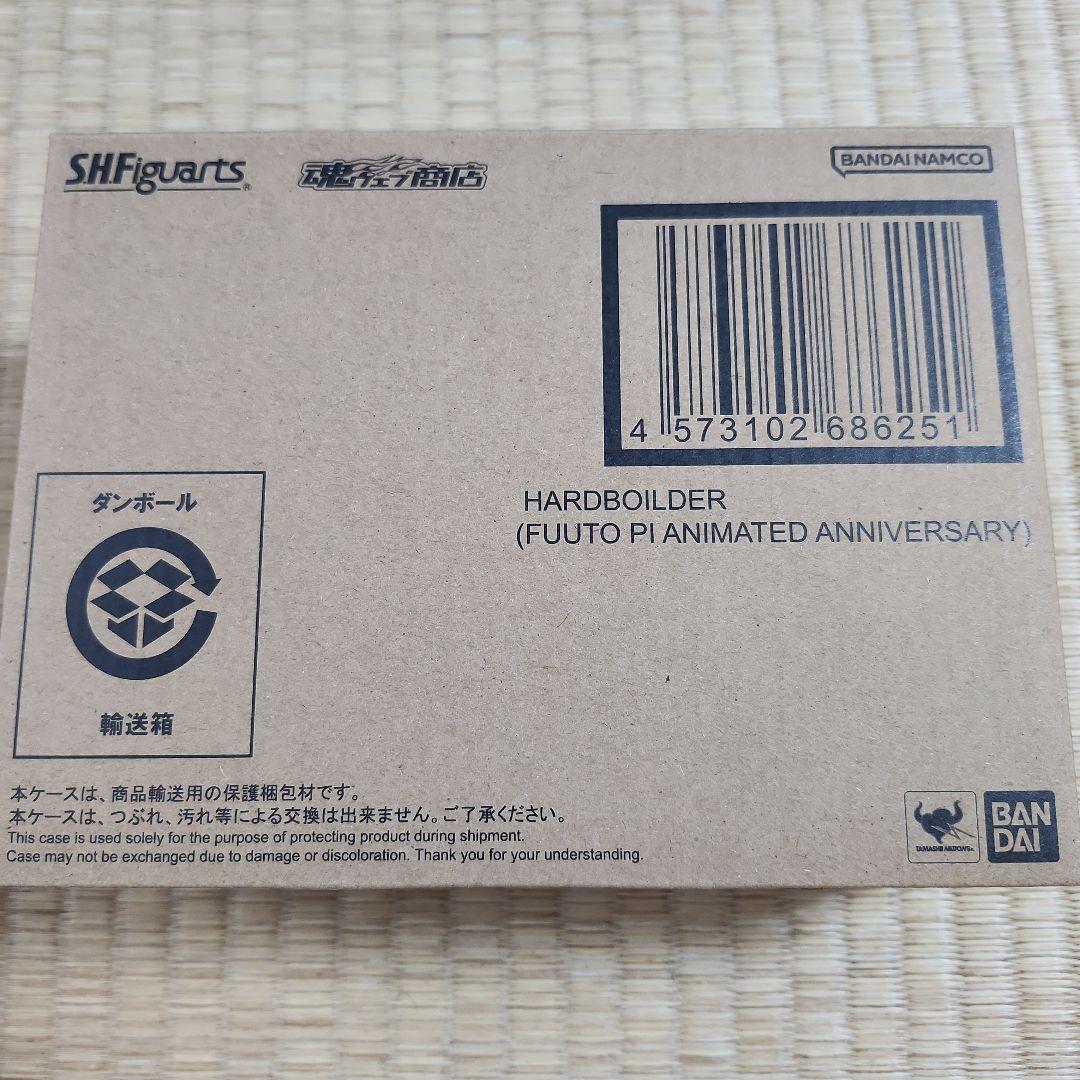 S.H.Figuarts®
魂ウェブ商店
BANDAI NAMCO
4 573102 686251
HARDBOILDER
(FUUTO PI ANIMATED ANNIVERSARY)
ダンボール
輸送箱
本ケースは、商品輸送用の保護梱包材です。
本ケースは、つぶれ、汚れ等による交換は出来ません。ご了承ください。
This case is used solely for the purpose of protecting product during shipment.
Case may not be exchanged due to damage or discoloration. Thank you for your understanding.
TAMASHII NATIONS
BAN
DAI